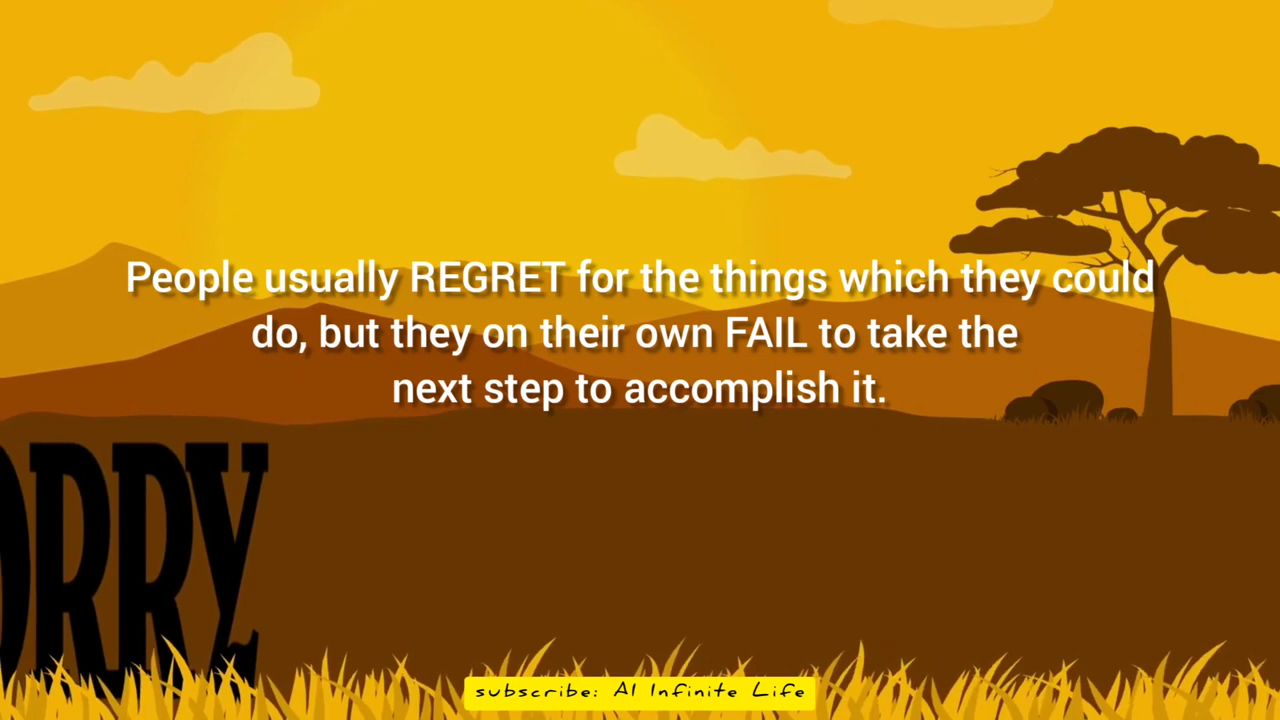 People usually REGRET for the things which they could
do, but they on their own FAIL to take the
next step to accomplish it.
ORRY
subscribe: AI Infinite Life